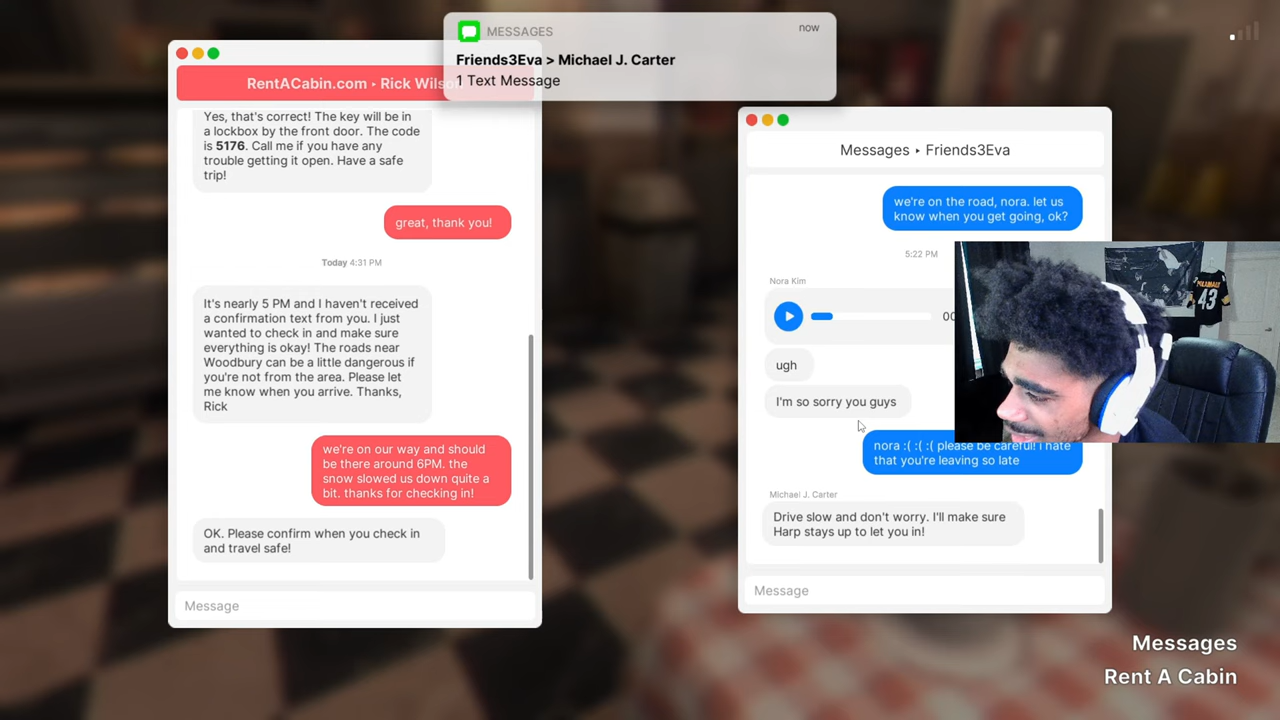 MESSAGES
now
Friends3Eva > Michael J. Carter
1 Text Message
RentACabin.com ▸ Rick
Yes, that's correct! The key will be in
a lockbox by the front door. The code
is 5176. Call me if you have any
trouble getting it open. Have a safe
trip!
great, thank you!
Today 4:31 PM
It's nearly 5 PM and I haven't received
a confirmation text from you. I just
wanted to check in and make sure
everything is okay! The roads near
Woodbury can be a little dangerous if
you're not from the area. Please let
me know when you arrive. Thanks,
Rick
we're on our way and should
be there around 6PM. the
snow slowed us down quite a
bit. thanks for checking in!
OK. Please confirm when you check in
and travel safe!
Message
Messages ▸ Friends3Eva
we're on the road, nora. let us
know when you get going, ok?
5:22 PM
Nora Kim
ugh
I'm so sorry you guys
nora :( :( :( please be careful! i hate
that you're leaving so late
Michael J. Carter
Drive slow and don't worry. I'll make sure
Harp stays up to let you in!
Message
43
Messages
Rent A Cabin